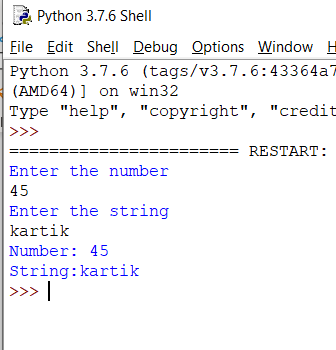 Python 3.7.6 Shell
File Edit Shell Debug Options Window H
Python 3.7.6 (tags/v3.7.6:43364a7
(AMD64)] on win32
Type "help", "copyright", "credit
>>>
======================= RESTART:
Enter the number
45
Enter the string
kartik
Number: 45
String:kartik
>>>